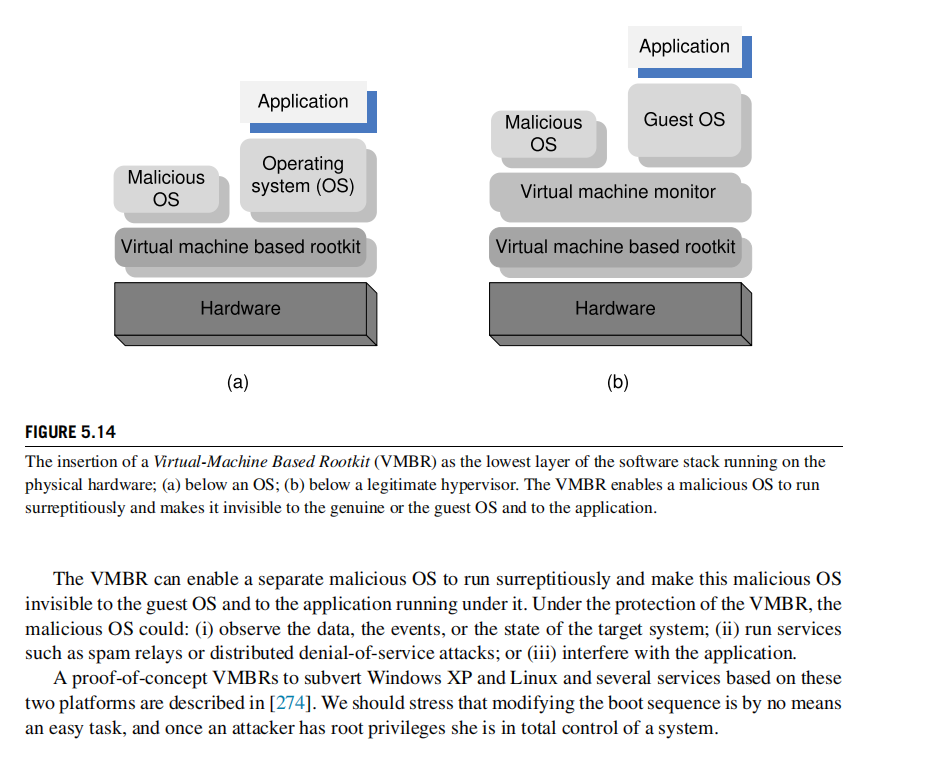 Application
Malicious
OS
Operating
system (OS)
Virtual machine based rootkit
Hardware
(a)
Application
Malicious
OS
Guest OS
Virtual machine monitor
Virtual machine based rootkit
Hardware
(b)
FIGURE 5.14
The insertion of a Virtual-Machine Based Rootkit (VMBR) as the lowest layer of the software stack running on the
physical hardware; (a) below an OS; (b) below a legitimate hypervisor. The VMBR enables a malicious OS to run
surreptitiously and makes it invisible to the genuine or the guest OS and to the application.
The VMBR can enable a separate malicious OS to run surreptitiously and make this malicious OS
invisible to the guest OS and to the application running under it. Under the protection of the VMBR, the
malicious OS could: (i) observe the data, the events, or the state of the target system; (ii) run services
such as spam relays or distributed denial-of-service attacks; or (iii) interfere with the application.
A proof-of-concept VMBRs to subvert Windows XP and Linux and several services based on these
two platforms are described in [274]. We should stress that modifying the boot sequence is by no means
an easy task, and once an attacker has root privileges she is in total control of a system.